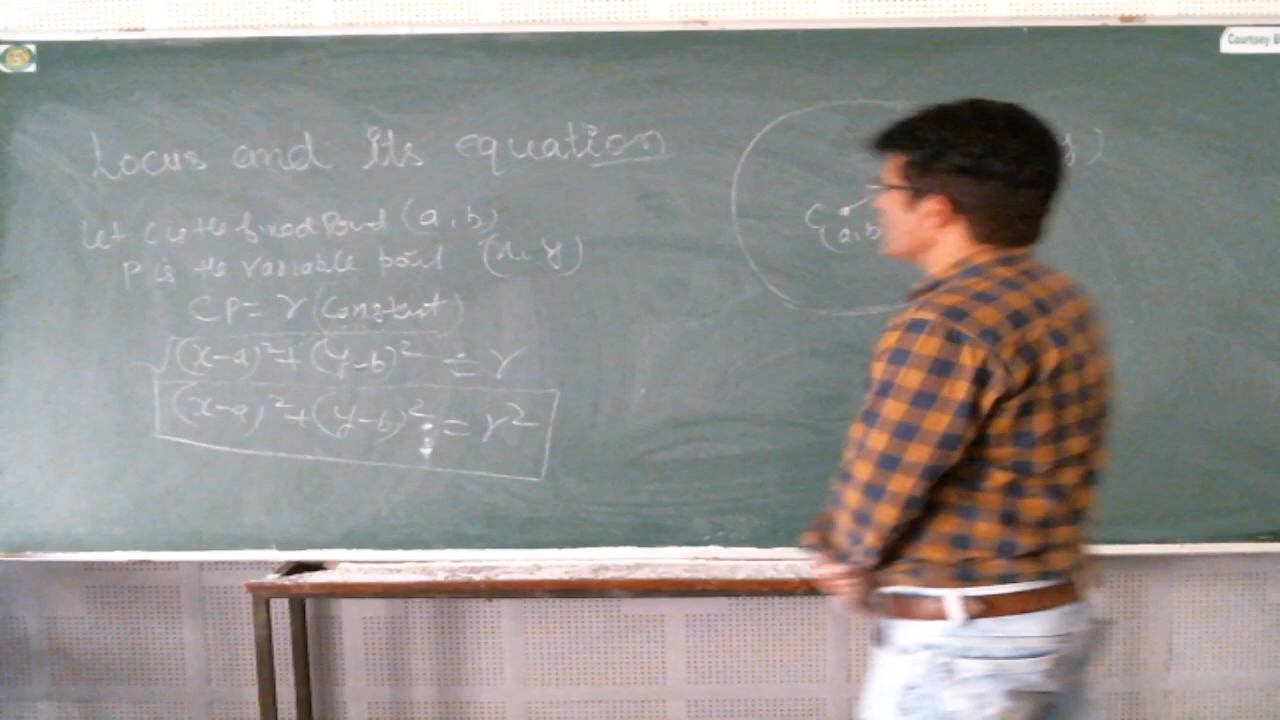 Locus and Its equation
Let C is the fixed Point (a, b)
P is the variable point (x, y)
CP = r (Constant)
√(x-a)²+(y-b)² = r
(x-a)²+(y-b)² = r²
C
(a, b
y)
Courtsey